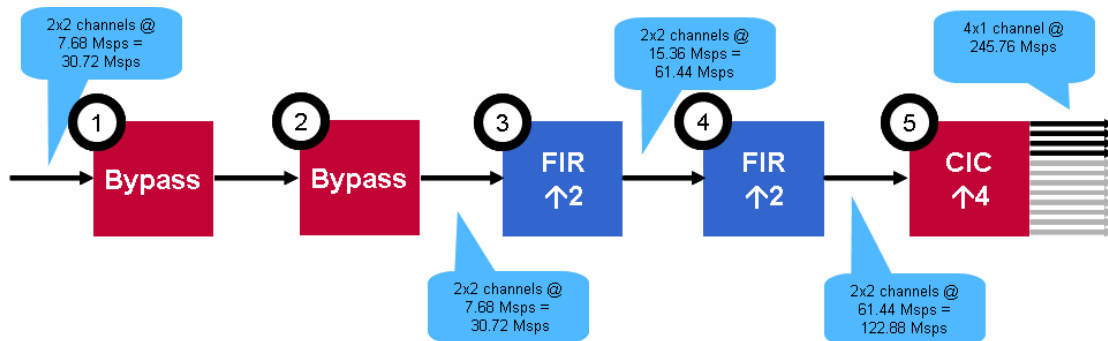 2x2 channels @
7.68 Msps =
30.72 Msps
2x2 channels @
15.36 Msps =
61.44 Msps
4x1 channel @
245.76 Msps
1
Bypass
2
Bypass
3
FIR
↑2
4
FIR
↑2
5
CIC
↑4
2x2 channels @
7.68 Msps =
30.72 Msps
2x2 channels @
61.44 Msps =
122.88 Msps